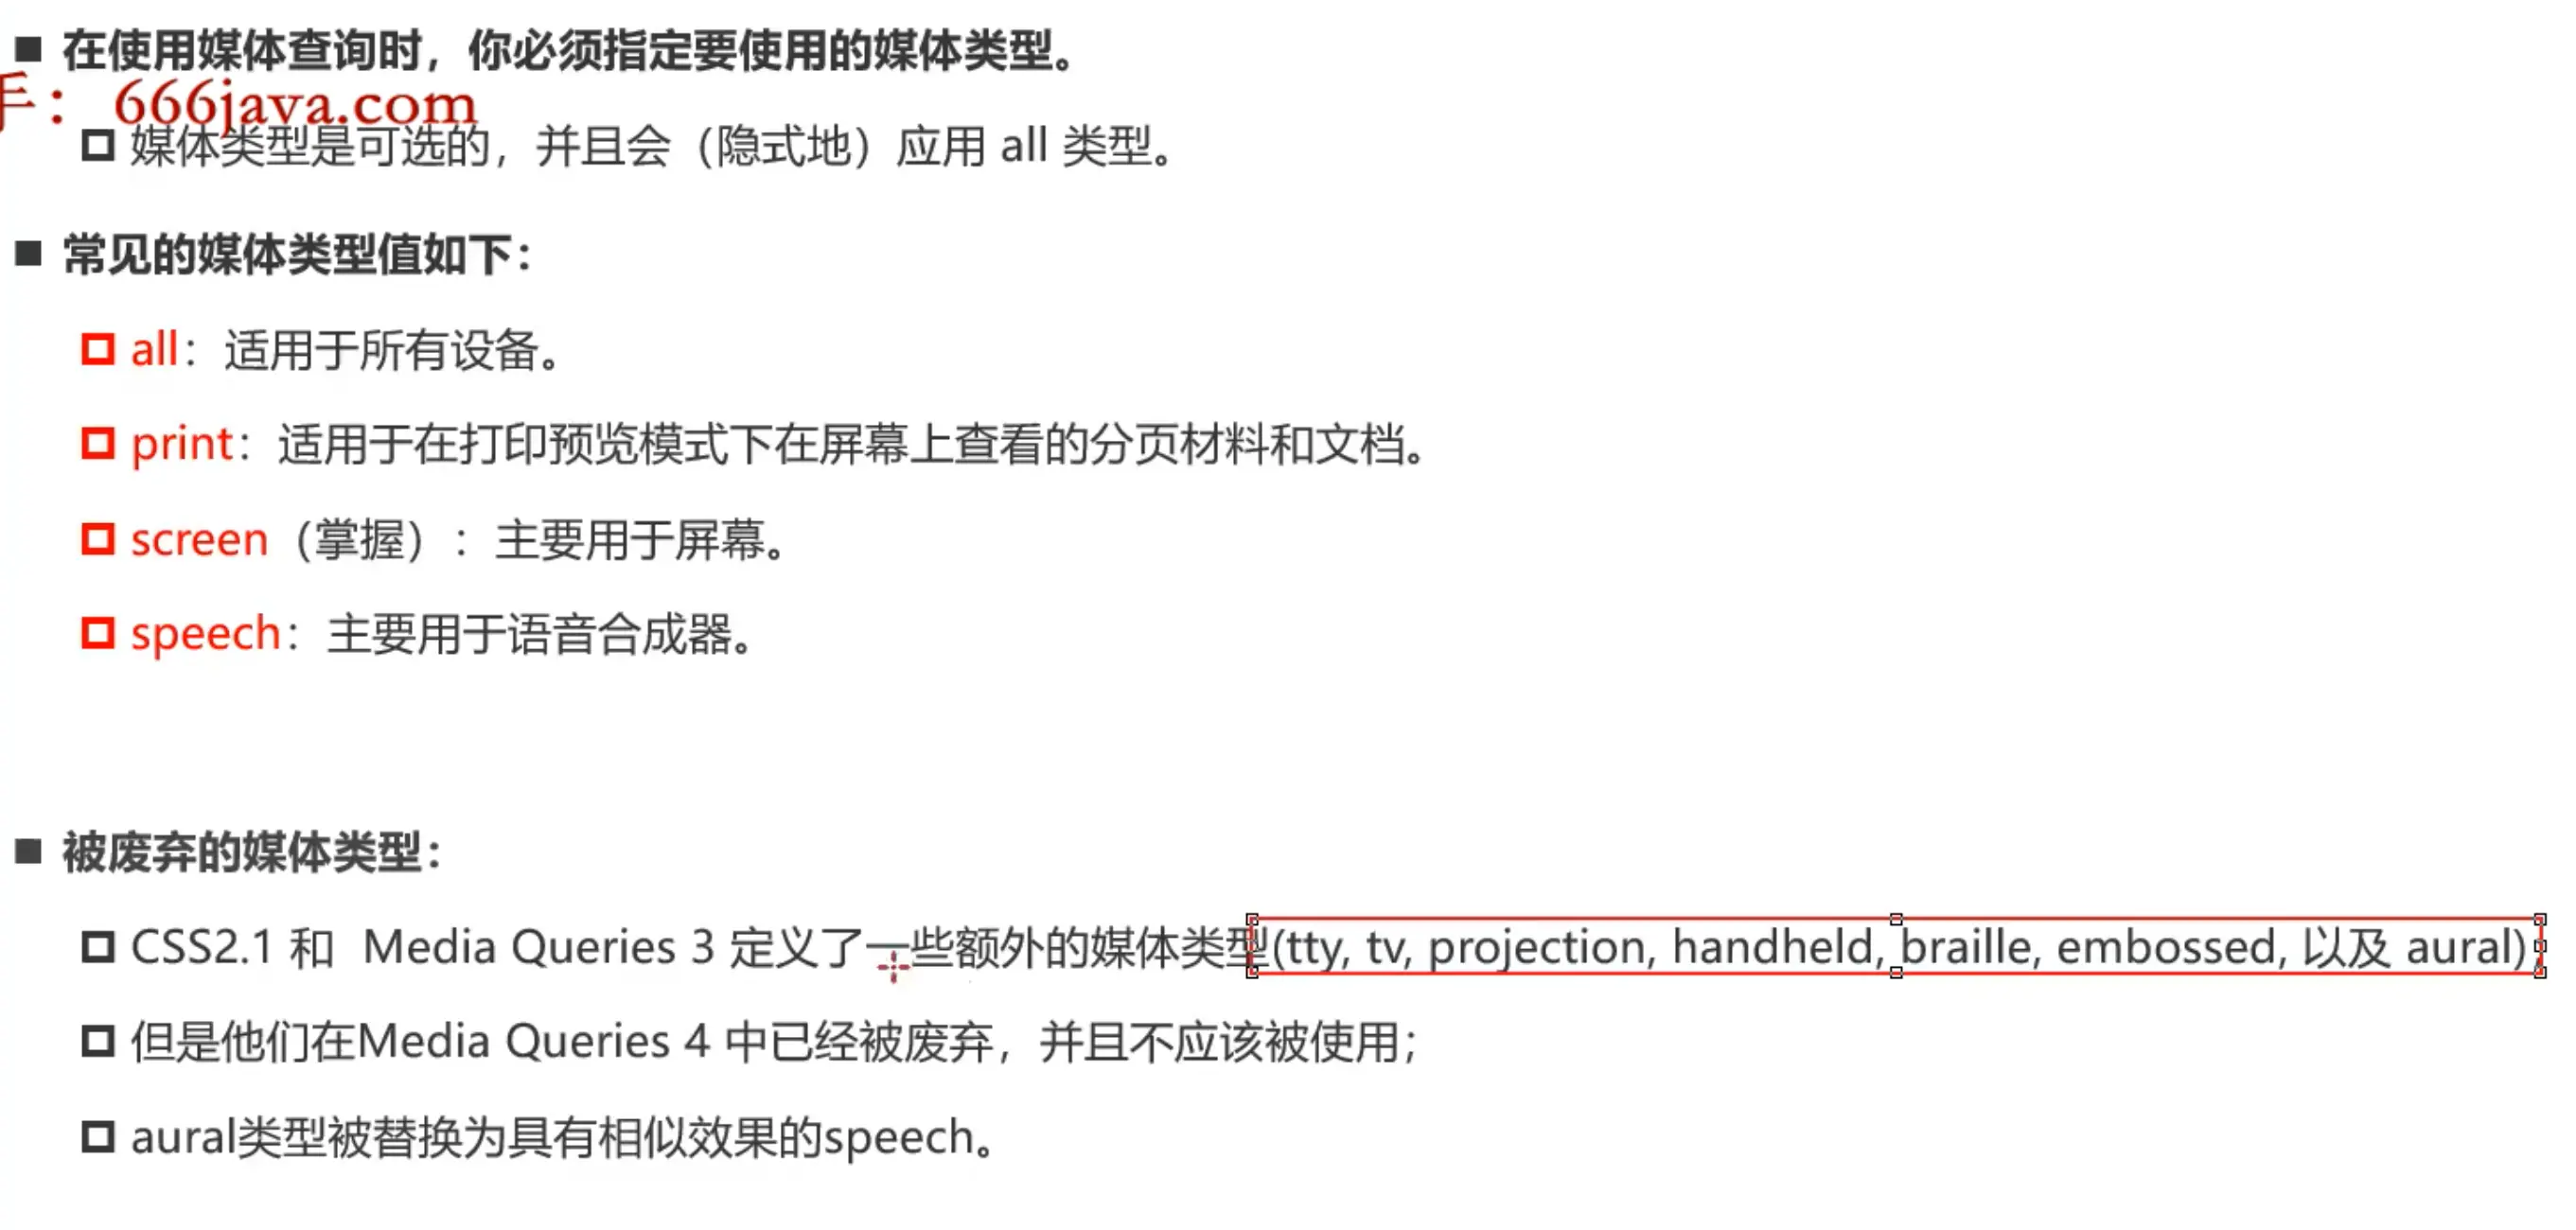 ■ 在使用媒体查询时，你必须指定要使用的媒体类型。
手： 666java.com
媒体类型是可选的，并且会（隐式地）应用 all 类型。
■ 常见的媒体类型值如下：
all：适用于所有设备。
print：适用于在打印预览模式下在屏幕上查看的分页材料和文档。
screen（掌握）：主要用于屏幕。
speech：主要用于语音合成器。
■ 被废弃的媒体类型：
CSS2.1 和 Media Queries 3 定义了一些额外的媒体类型(tty, tv, projection, handheld, braille, embossed, 以及 aural)
但是他们在Media Queries 4 中已经被废弃，并且不应该被使用；
aural类型被替换为具有相似效果的speech。